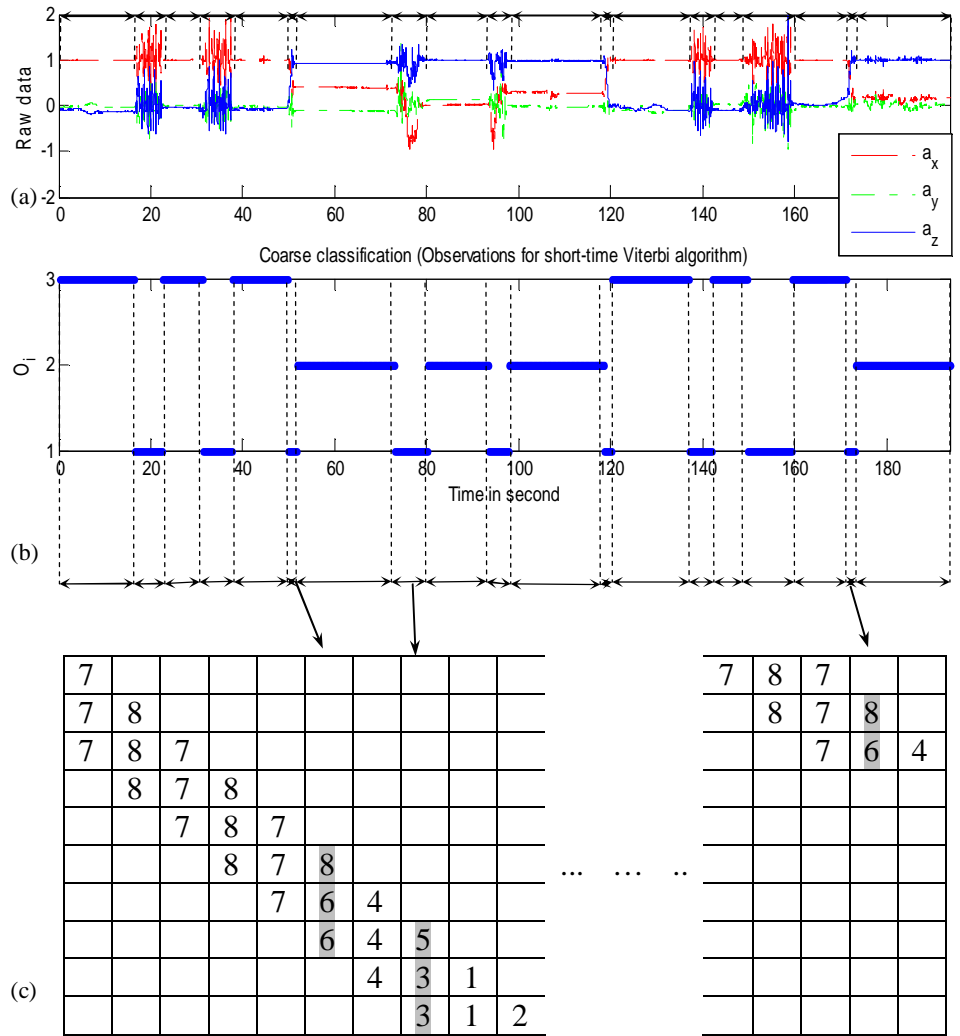 2
1
0
-1
-2
Raw data
(a)
0 20 40 60 80 100 120 140 160
a_x
a_y
a_z
Coarse classification (Observations for short-time Viterbi algorithm)
3
2
1
O_i
0 20 40 60 80 100 120 140 160 180
Time in second
(b)
7 7 8 7
7 8 8 7 8
7 8 7 7 6 4
8 7 8
7 8 7
8 7 8 ... ... ..
7 6 4
6 4 5
(c) 4 3 1
3 1 2